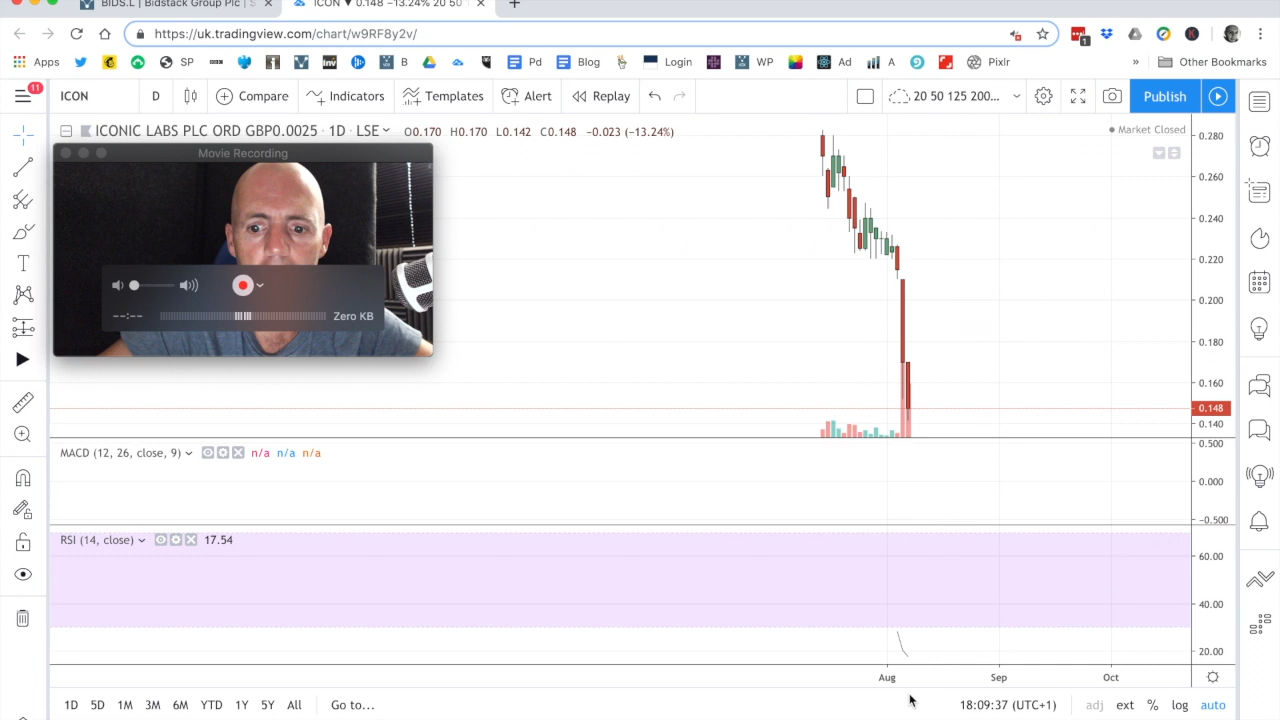 BIDS.L | Bidstack Group Plc | S
ICON ▼ 0.148 −13.24% 20 50
https://uk.tradingview.com/chart/w9RF8y2v/
1
Apps SP B Pd Blog Login WP Ad A Pixlr » Other Bookmarks
11
ICON D Compare Indicators Templates Alert Replay 20 50 125 200... Publish
ICONIC LABS PLC ORD GBP0.0025 · 1D · LSE O0.170 H0.170 L0.142 C0.148 −0.023 (−13.24%)
Market Closed
Movie Recording
--:-- Zero KB
0.280
0.260
0.240
0.220
0.200
0.180
0.160
0.148
0.140
MACD (12, 26, close, 9) n/a n/a n/a
0.500
0.000
−0.500
RSI (14, close) 17.54
60.00
40.00
20.00
Aug Sep Oct
1D 5D 1M 3M 6M YTD 1Y 5Y All Go to... 18:09:37 (UTC+1) adj ext % log auto